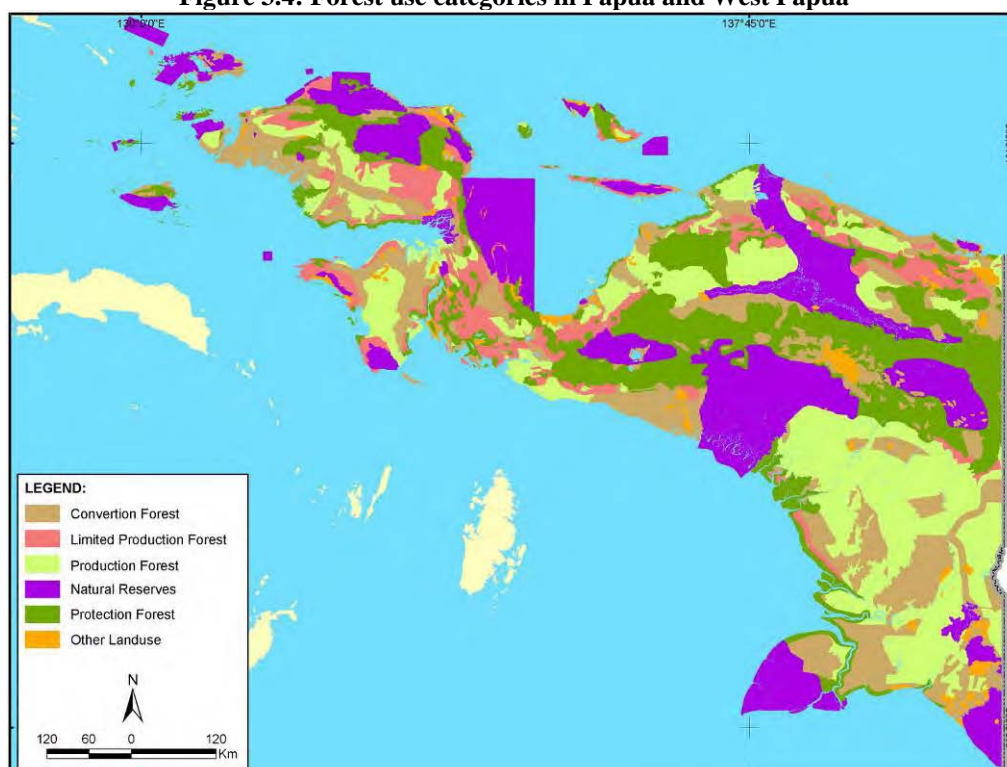 Figure 3.4: Forest use categories in Papua and West Papua
137°45'0"E
LEGEND:
Convertion Forest
Limited Production Forest
Production Forest
Natural Reserves
Protection Forest
Other Landuse
N
120 60 0 120
Km